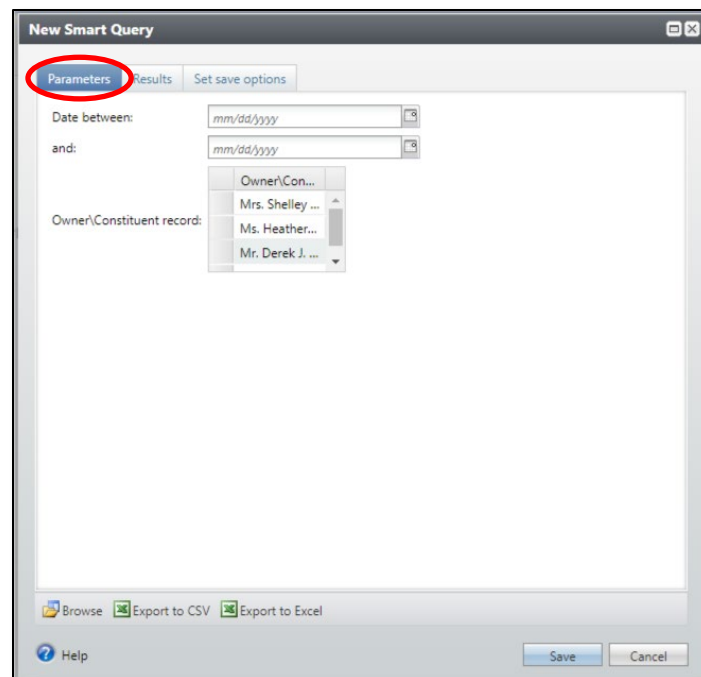 New Smart Query
Parameters Results Set save options
Date between: mm/dd/yyyy
and: mm/dd/yyyy
Owner\Con...
Mrs. Shelley ...
Owner\Constituent record:
Ms. Heather...
Mr. Derek J. ...
Browse Export to CSV Export to Excel
Help Save Cancel